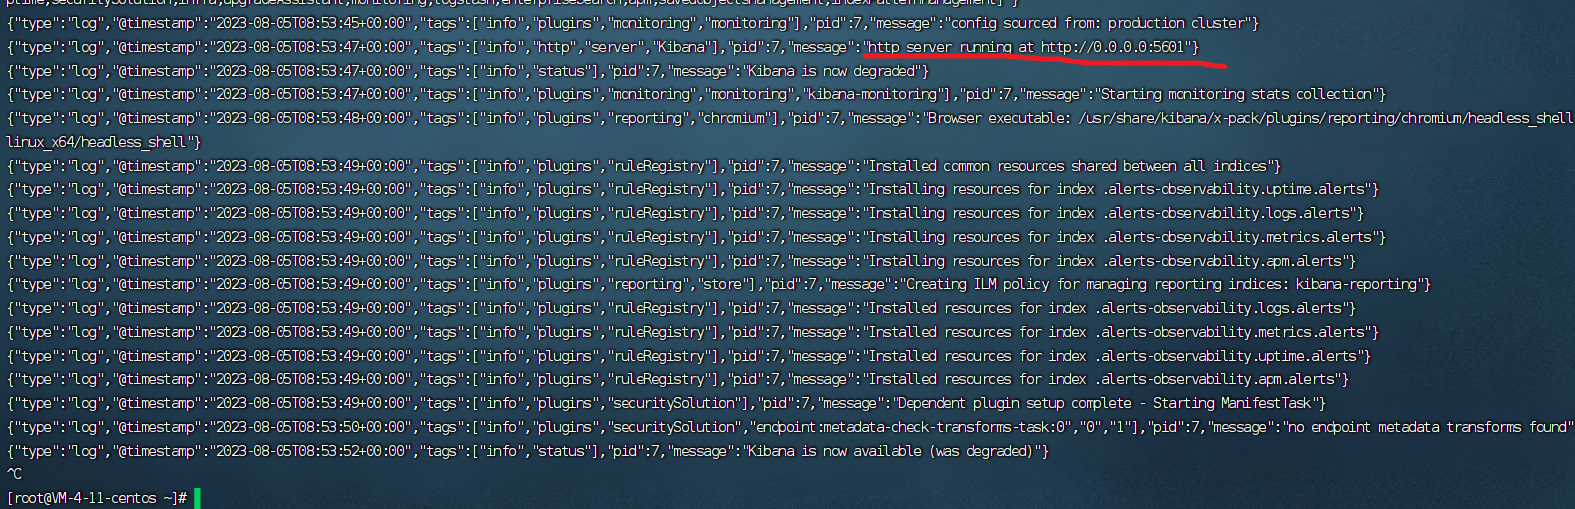 ptime,securitySolution,infra,upgradeAssistant,monitoring,logstash,enterpriseSearch,apm,savedObjectsManagement,indexPatternManagement]"}
{"type":"log","@timestamp":"2023-08-05T08:53:45+00:00","tags":["info","plugins","monitoring","monitoring"],"pid":7,"message":"config sourced from: production cluster"}
{"type":"log","@timestamp":"2023-08-05T08:53:47+00:00","tags":["info","http","server","Kibana"],"pid":7,"message":"http server running at http://0.0.0.0:5601"}
{"type":"log","@timestamp":"2023-08-05T08:53:47+00:00","tags":["info","status"],"pid":7,"message":"Kibana is now degraded"}
{"type":"log","@timestamp":"2023-08-05T08:53:47+00:00","tags":["info","plugins","monitoring","monitoring","kibana-monitoring"],"pid":7,"message":"Starting monitoring stats collection"}
{"type":"log","@timestamp":"2023-08-05T08:53:48+00:00","tags":["info","plugins","reporting","chromium"],"pid":7,"message":"Browser executable: /usr/share/kibana/x-pack/plugins/reporting/chromium/headless_shell
linux_x64/headless_shell"}
{"type":"log","@timestamp":"2023-08-05T08:53:49+00:00","tags":["info","plugins","ruleRegistry"],"pid":7,"message":"Installed common resources shared between all indices"}
{"type":"log","@timestamp":"2023-08-05T08:53:49+00:00","tags":["info","plugins","ruleRegistry"],"pid":7,"message":"Installing resources for index .alerts-observability.uptime.alerts"}
{"type":"log","@timestamp":"2023-08-05T08:53:49+00:00","tags":["info","plugins","ruleRegistry"],"pid":7,"message":"Installing resources for index .alerts-observability.logs.alerts"}
{"type":"log","@timestamp":"2023-08-05T08:53:49+00:00","tags":["info","plugins","ruleRegistry"],"pid":7,"message":"Installing resources for index .alerts-observability.metrics.alerts"}
{"type":"log","@timestamp":"2023-08-05T08:53:49+00:00","tags":["info","plugins","ruleRegistry"],"pid":7,"message":"Installing resources for index .alerts-observability.apm.alerts"}
{"type":"log","@timestamp":"2023-08-05T08:53:49+00:00","tags":["info","plugins","reporting","store"],"pid":7,"message":"Creating ILM policy for managing reporting indices: kibana-reporting"}
{"type":"log","@timestamp":"2023-08-05T08:53:49+00:00","tags":["info","plugins","ruleRegistry"],"pid":7,"message":"Installed resources for index .alerts-observability.logs.alerts"}
{"type":"log","@timestamp":"2023-08-05T08:53:49+00:00","tags":["info","plugins","ruleRegistry"],"pid":7,"message":"Installed resources for index .alerts-observability.metrics.alerts"}
{"type":"log","@timestamp":"2023-08-05T08:53:49+00:00","tags":["info","plugins","ruleRegistry"],"pid":7,"message":"Installed resources for index .alerts-observability.uptime.alerts"}
{"type":"log","@timestamp":"2023-08-05T08:53:49+00:00","tags":["info","plugins","ruleRegistry"],"pid":7,"message":"Installed resources for index .alerts-observability.apm.alerts"}
{"type":"log","@timestamp":"2023-08-05T08:53:49+00:00","tags":["info","plugins","securitySolution"],"pid":7,"message":"Dependent plugin setup complete - Starting ManifestTask"}
{"type":"log","@timestamp":"2023-08-05T08:53:50+00:00","tags":["info","plugins","securitySolution","endpoint:metadata-check-transforms-task:0","0","1"],"pid":7,"message":"no endpoint metadata transforms found"
{"type":"log","@timestamp":"2023-08-05T08:53:52+00:00","tags":["info","status"],"pid":7,"message":"Kibana is now available (was degraded)"}
^C
[root@VM-4-11-centos ~]#